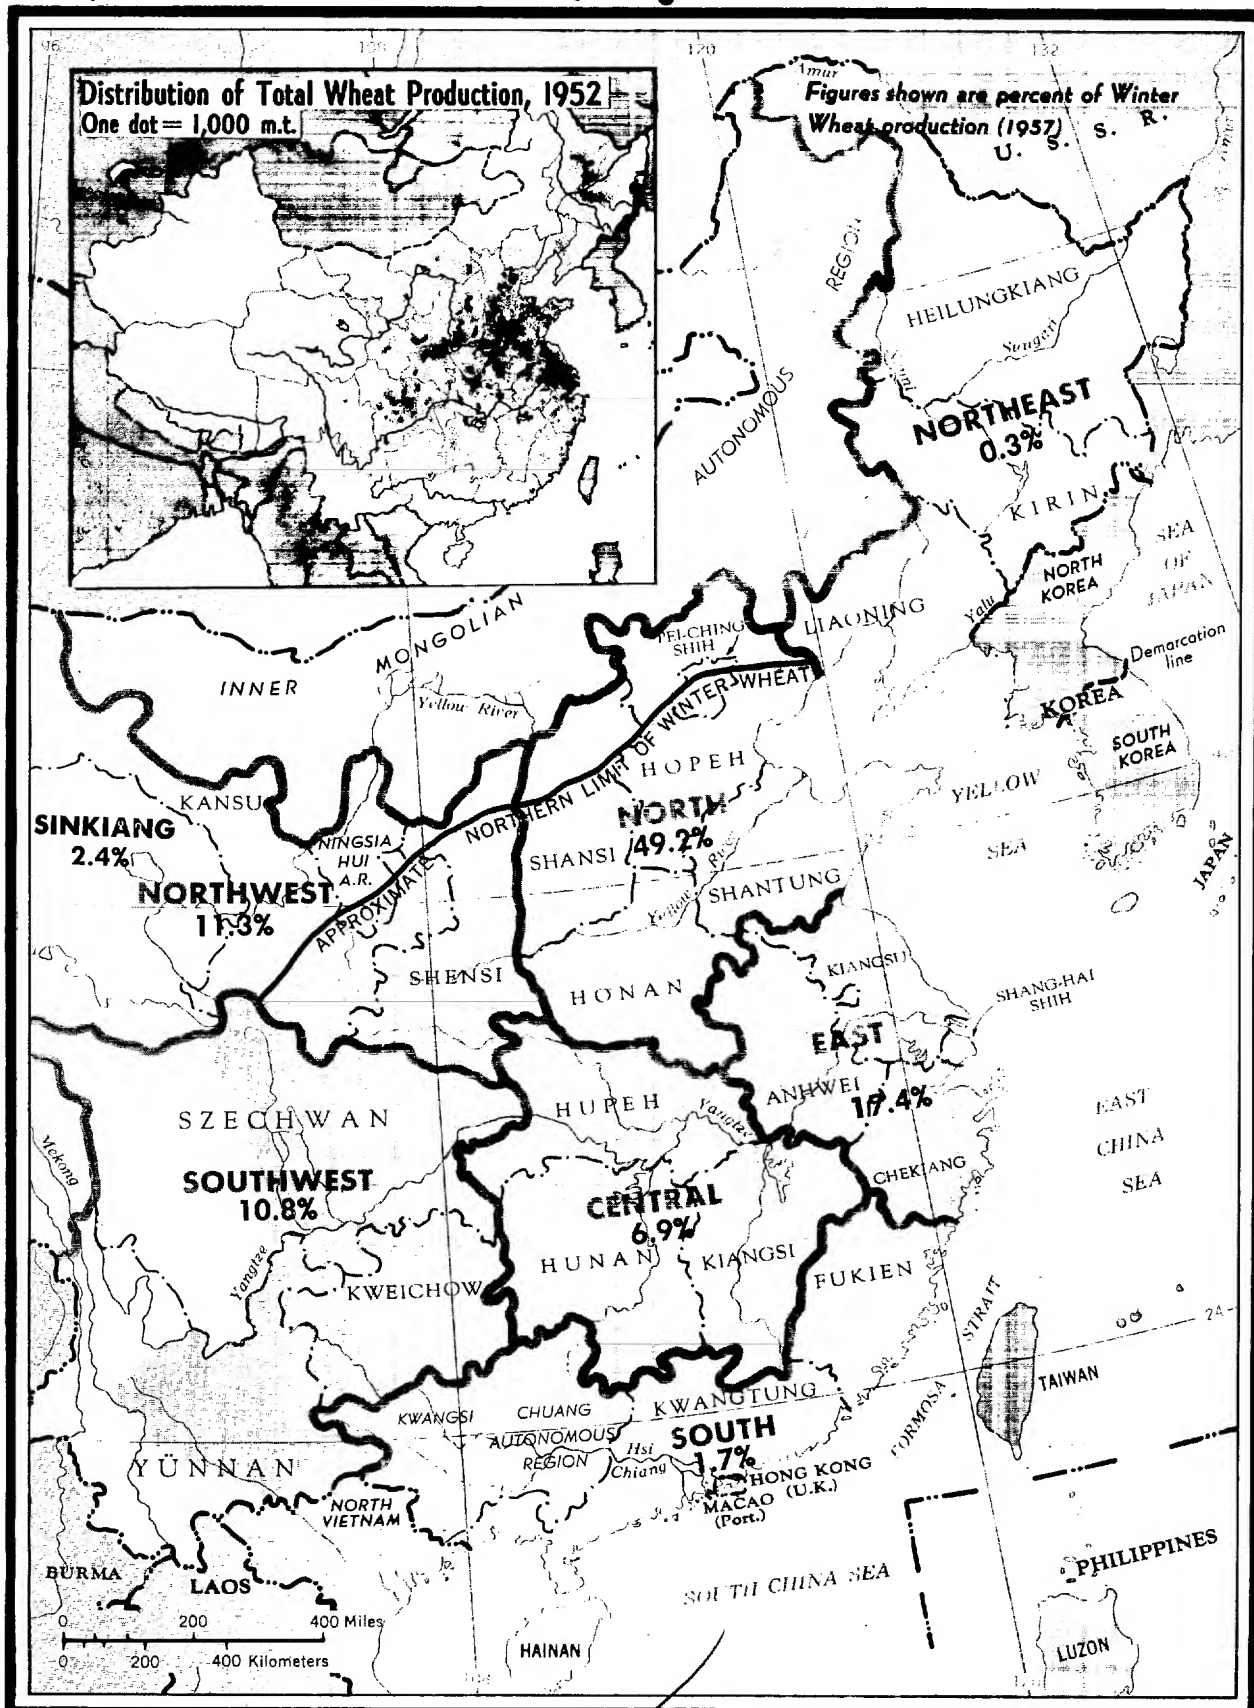 96
108
120
132
Distribution of Total Wheat Production, 1952
One dot = 1,000 m.t.
Amur
Figures shown are percent of Winter
Wheat production (1957)
U. S. S. R.
Amur
REGION
HEILUNGKIANG
Sungari
NORTHEAST
0.3%
AUTONOMOUS
KIRIN
SEA
OF
JAPAN
NORTH
KOREA
Yalu
LIAONING
Demarcation
line
PEI-CHING
SHIH
MONGOLIAN
INNER
Yellow River
APPROXIMATE NORTHERN LIMIT OF WINTER WHEAT
KOREA
SOUTH
KOREA
HOPEH
YELLOW
SEA
KANSU
SINKIANG
2.4%
NINGSIA
HUI
A.R.
NORTH
49.2%
SHANSI
JAPAN
NORTHWEST
11.3%
Yellow River
SHANTUNG
SHENSI
HONAN
KIANGSU
SHANG-HAI
SHIH
EAST
17.4%
ANHWEI
HUPEH
Yangtze
SZECHWAN
EAST
CHINA
SEA
Mekong
CHEKIANG
SOUTHWEST
10.8%
CENTRAL
6.9%
HUNAN
KIANGSI
FUKIEN
Yangtze
KWEICHOW
STRAIT
24
TAIWAN
FORMOSA
KWANGSI
CHUANG
AUTONOMOUS
REGION
KWANGTUNG
SOUTH
1.7%
Hsi
Chiang
HONG KONG
(U.K.)
MACAO
(Port.)
YÜNNAN
NORTH
VIETNAM
BURMA
LAOS
PHILIPPINES
SOUTH CHINA SEA
0 200 400 Miles
0 200 400 Kilometers
HAINAN
LUZON